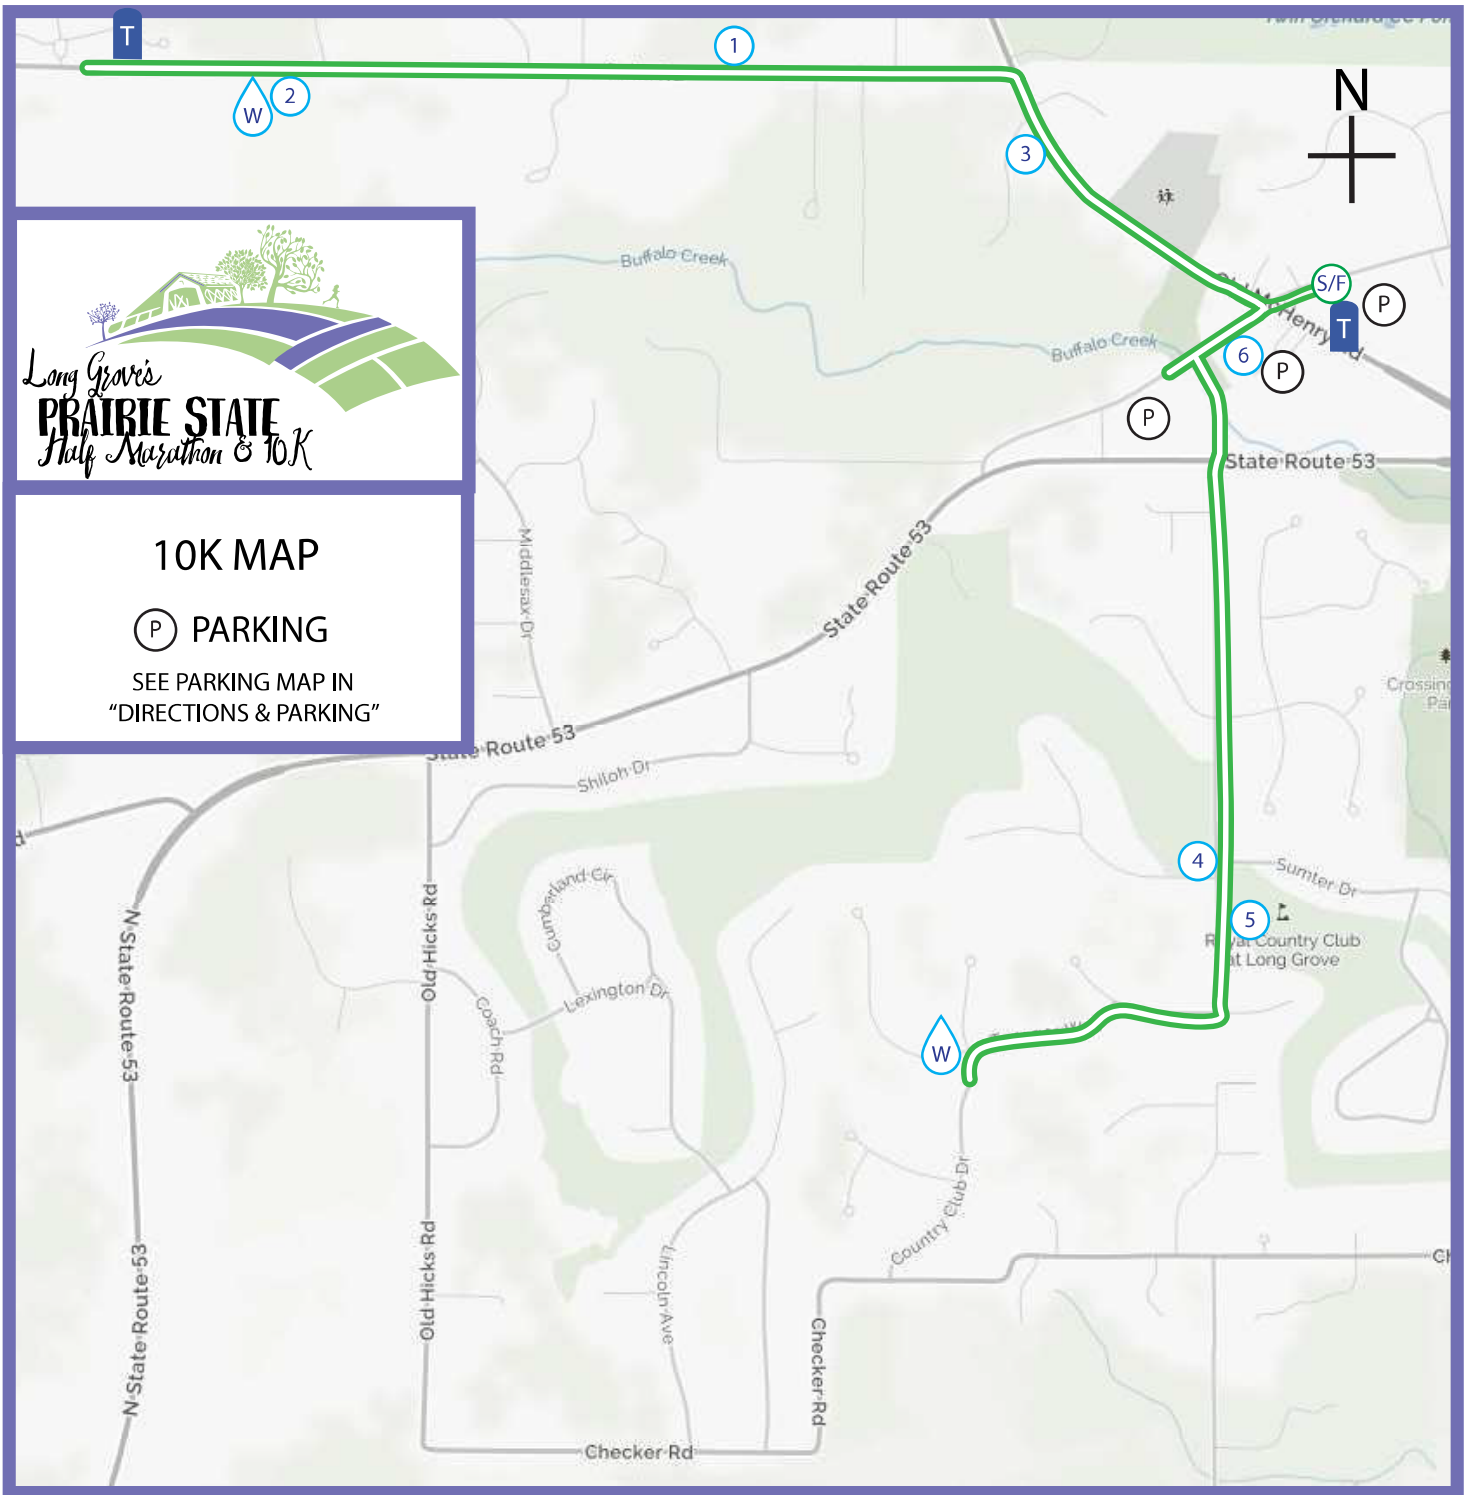 T
1
W
2
3
N
Buffalo Creek
S/F
P
T
Buffalo Creek
6
P
P
Long Grove's
PRAIRIE STATE
Half Marathon & 10K
State Route 53
10K MAP
P PARKING
SEE PARKING MAP IN
"DIRECTIONS & PARKING"
Middlesax Dr
State Route 53
State Route 53
Shiloh Dr
4
Sumter Dr
5
Royal Country Club
at Long Grove
Cumberland Cir
Old Hicks Rd
N State Route 53
Lexington Dr
Coach Rd
W
Country Club Dr
Old Hicks Rd
N State Route 53
Lincoln Ave
Checker Rd
Checker Rd